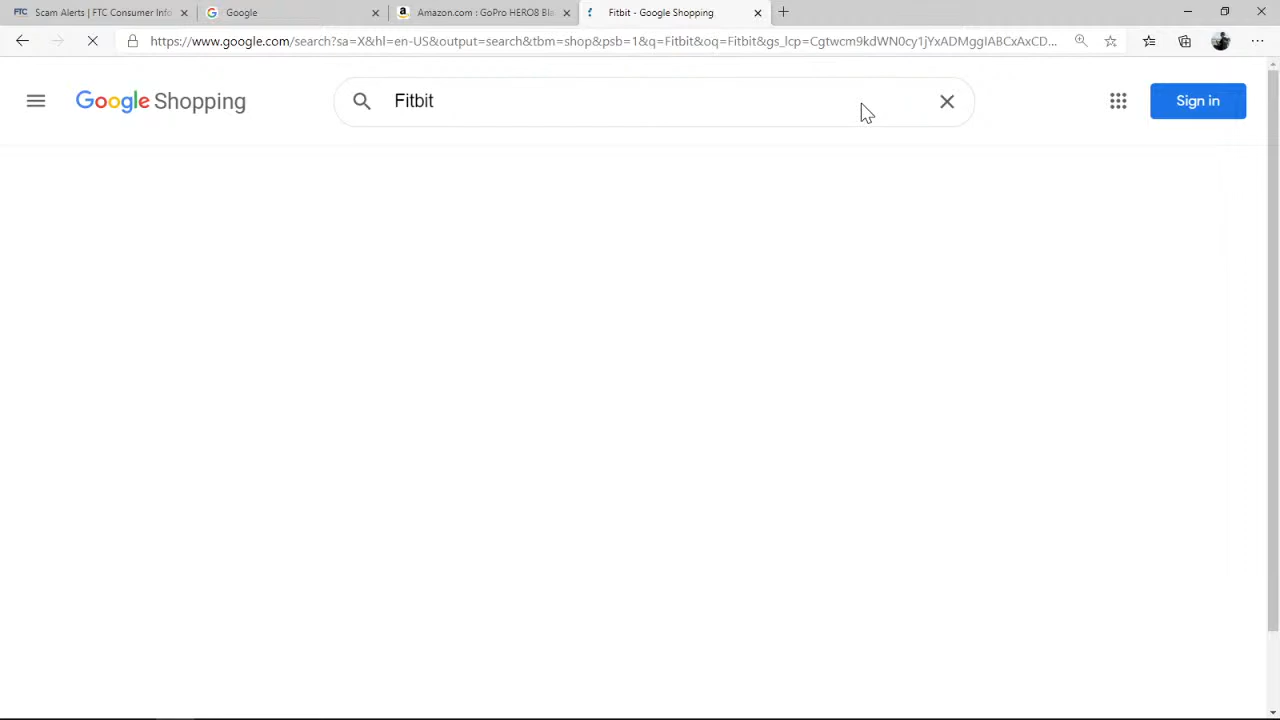 FTC Scam Alerts | FTC Consumer Info
Google
Amazon.com : GoPro HERO8 Bla
Fitbit - Google Shopping
https://www.google.com/search?sa=X&hl=en-US&output=search&tbm=shop&psb=1&q=Fitbit&oq=Fitbit&gs_lcp=Cgtwcm9kdWN0cy1jYxADMggIABCxAxCD...
Google Shopping
Fitbit
Sign in